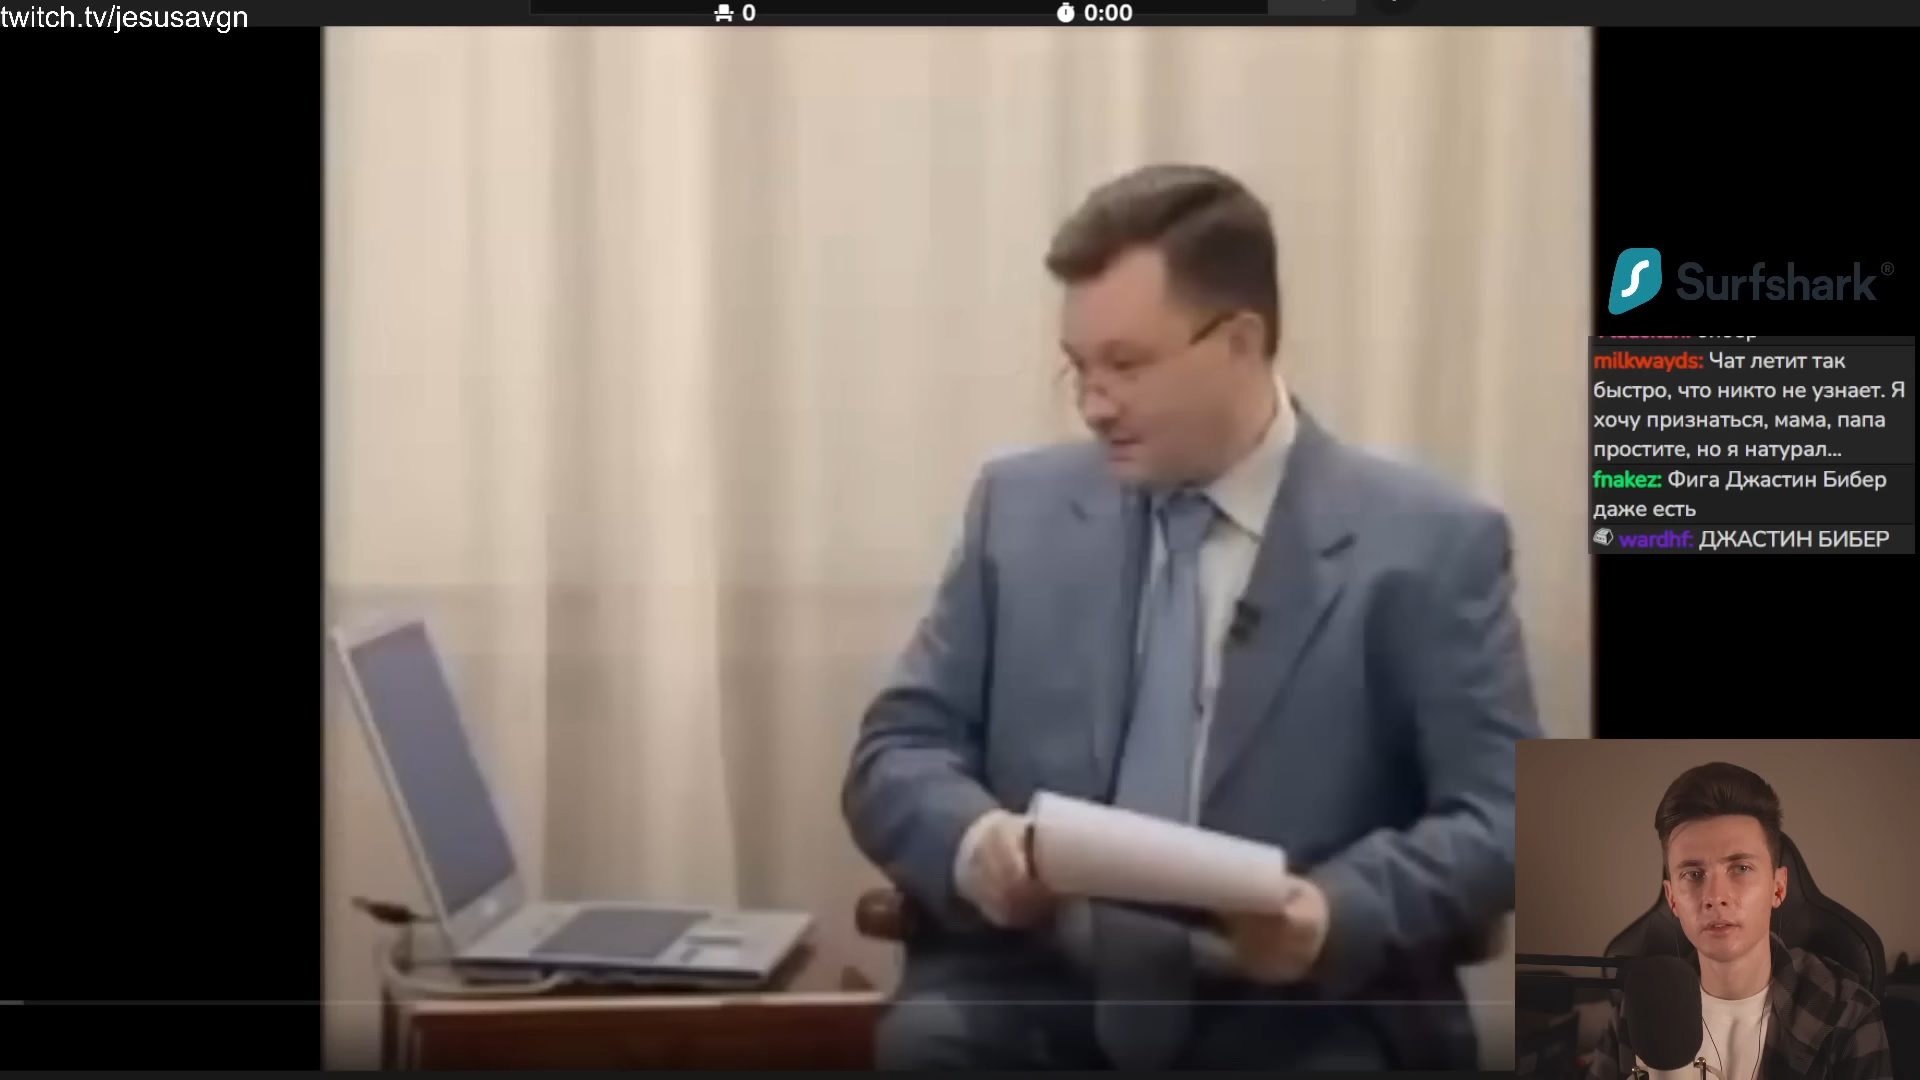 twitch.tv/jesusavgn
0
0:00
Surfshark®
milkwayds: Чат летит так
быстро, что никто не узнает. Я
хочу признаться, мама, папа
простите, но я натурал...
fnakez: Фига Джастин Бибер
даже есть
wardhf: ДЖАСТИН БИБЕР